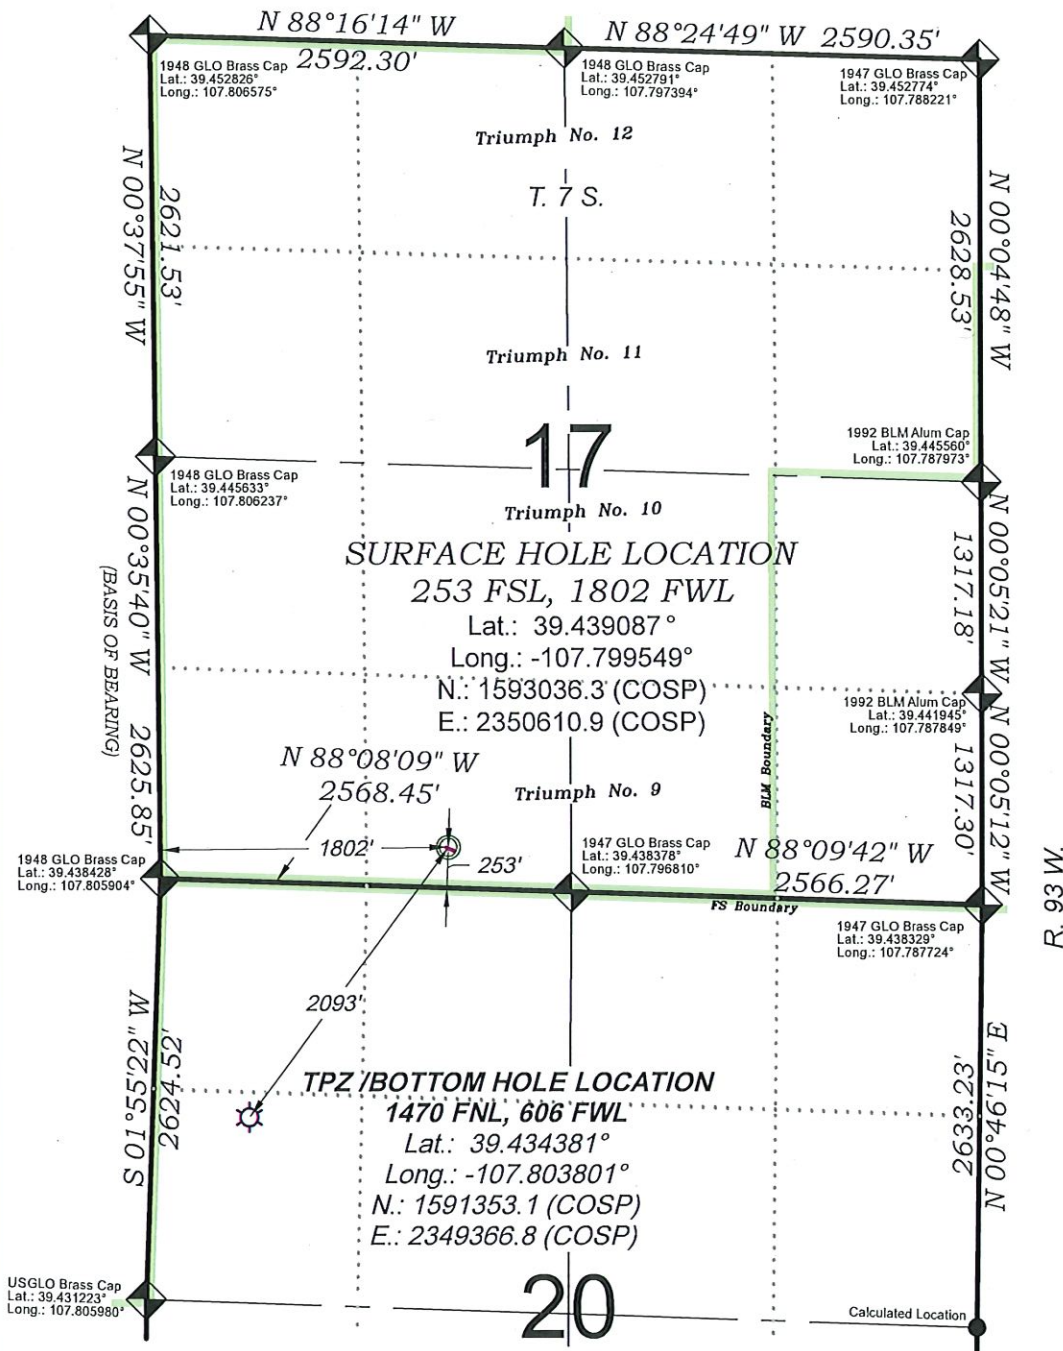 N 88°16'14" W
2592.30'
N 88°24'49" W 2590.35'
1948 GLO Brass Cap
Lat.: 39.452826°
Long.: 107.806575°
1948 GLO Brass Cap
Lat.: 39.452791°
Long.: 107.797394°
1947 GLO Brass Cap
Lat.: 39.452774°
Long.: 107.788221°
Triumph No. 12
T. 7 S.
N 00°37'55" W
2621.53'
N 00°04'48" W
2628.53'
Triumph No. 11
17
1948 GLO Brass Cap
Lat.: 39.445633°
Long.: 107.806237°
1992 BLM Alum Cap
Lat.: 39.445560°
Long.: 107.787973°
Triumph No. 10
SURFACE HOLE LOCATION
253 FSL, 1802 FWL
Lat.: 39.439087°
Long.: -107.799549°
N.: 1593036.3 (COSP)
E.: 2350610.9 (COSP)
N 00°35'40" W
2625.85'
(BASIS OF BEARING)
N 00°05'21" W
1317.18'
1992 BLM Alum Cap
Lat.: 39.441945°
Long.: 107.787849°
BLM Boundary
N 00°05'12" W
1317.30'
N 88°08'09" W
2568.45'
Triumph No. 9
1802'
253'
1948 GLO Brass Cap
Lat.: 39.438428°
Long.: 107.805904°
1947 GLO Brass Cap
Lat.: 39.438378°
Long.: 107.796810°
N 88°09'42" W
2566.27'
FS Boundary
1947 GLO Brass Cap
Lat.: 39.438329°
Long.: 107.787724°
R. 93 W.
2093'
S 01°55'22" W
2624.52'
N 00°46'15" E
2633.23'
TPZ /BOTTOM HOLE LOCATION
1470 FNL, 606 FWL
Lat.: 39.434381°
Long.: -107.803801°
N.: 1591353.1 (COSP)
E.: 2349366.8 (COSP)
USGLO Brass Cap
Lat.: 39.431223°
Long.: 107.805980°
20
Calculated Location